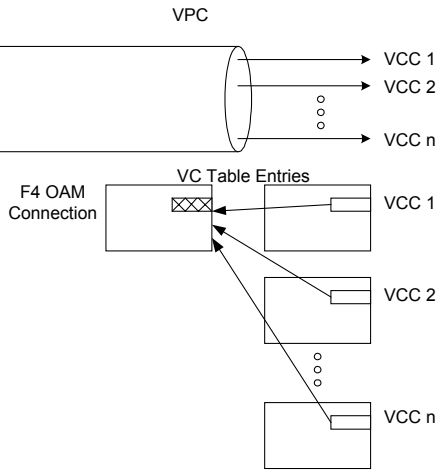 VPC
VCC 1
VCC 2
VCC n
VC Table Entries
F4 OAM
Connection
VCC 1
VCC 2
VCC n